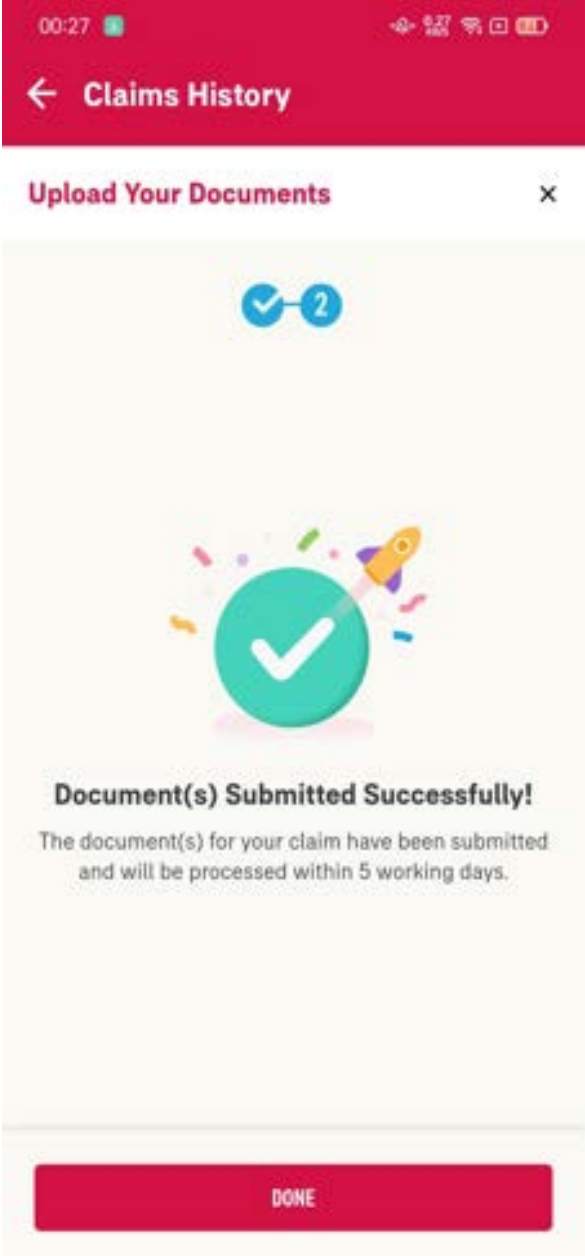 00:27
Claims History
Upload Your Documents
2
Document(s) Submitted Successfully!
The document(s) for your claim have been submitted
and will be processed within 5 working days.
DONE